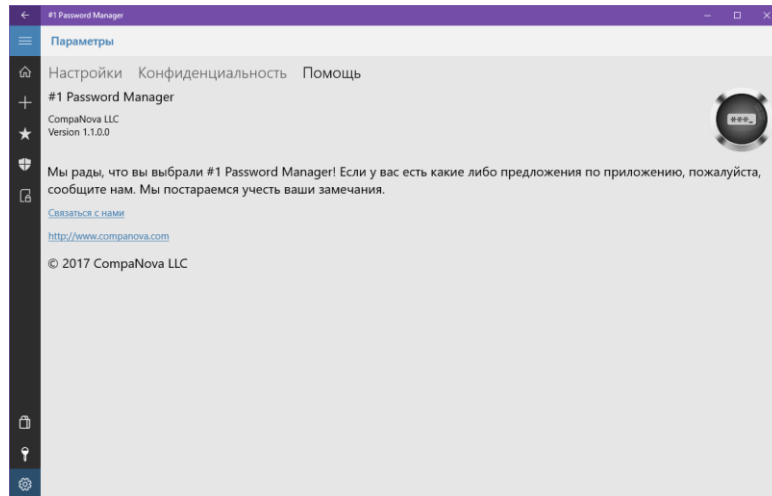 #1 Password Manager
Параметры
Настройки Конфиденциальность Помощь
#1 Password Manager
CompaNova LLC
Version 1.1.0.0
***_
Мы рады, что вы выбрали #1 Password Manager! Если у вас есть какие либо предложения по приложению, пожалуйста,
сообщите нам. Мы постараемся учесть ваши замечания.
Связаться с нами
http://www.companova.com
© 2017 CompaNova LLC